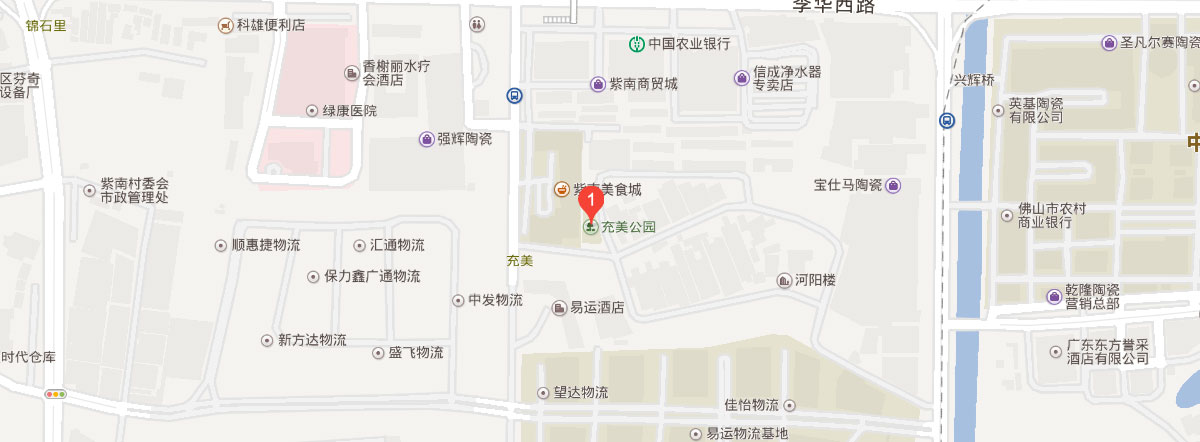 李华西路
锦石里
科雄便利店
中国农业银行
圣凡尔赛陶瓷
香榭丽水疗
会酒店
紫南商贸城
信成净水器
专卖店
兴辉桥
区芬奇
设备厂
绿康医院
英基陶瓷
有限公司
强辉陶瓷
中
紫南村委会
市政管理处
紫南美食城
1
宝仕马陶瓷
佛山市农村
商业银行
充美公园
顺惠捷物流
汇通物流
充美
保力鑫广通物流
河阳楼
中发物流
易运酒店
乾隆陶瓷
营销总部
新方达物流
盛飞物流
时代仓库
广东东方誉采
酒店有限公司
望达物流
佳怡物流
易运物流基地